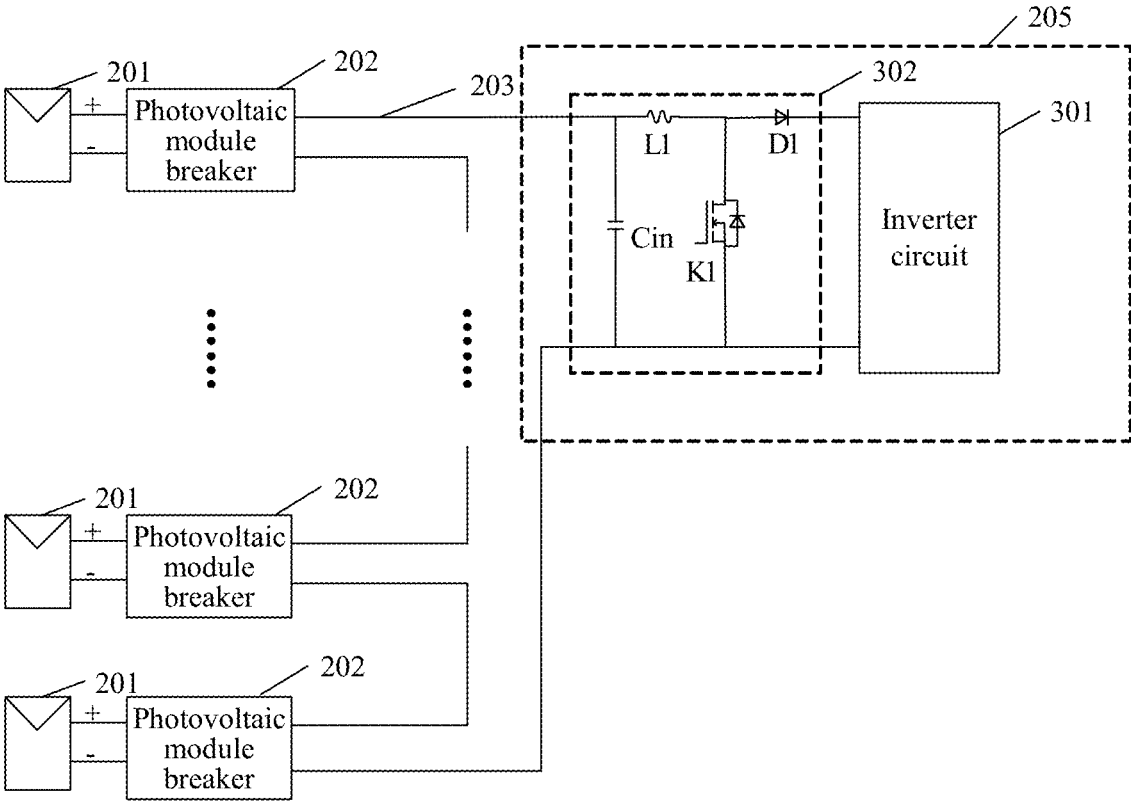 205
201
202
203
302
301
+
-
Photovoltaic
module
breaker
L1
D1
Cin
K1
Inverter
circuit
201
202
+
-
Photovoltaic
module
breaker
201
202
+
-
Photovoltaic
module
breaker